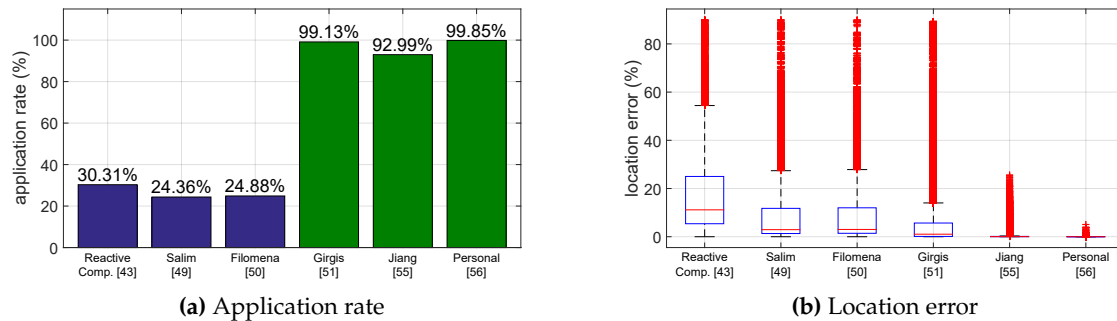 application rate (%)
100
80
60
40
20
0
30.31%
24.36%
24.88%
99.13%
92.99%
99.85%
Reactive Salim Filomena Girgis Jiang Personal
Comp. [43] [49] [50] [51] [55] [56]
(a) Application rate
location error (%)
80
60
40
20
0
Reactive Salim Filomena Girgis Jiang Personal
Comp. [43] [49] [50] [51] [55] [56]
(b) Location error